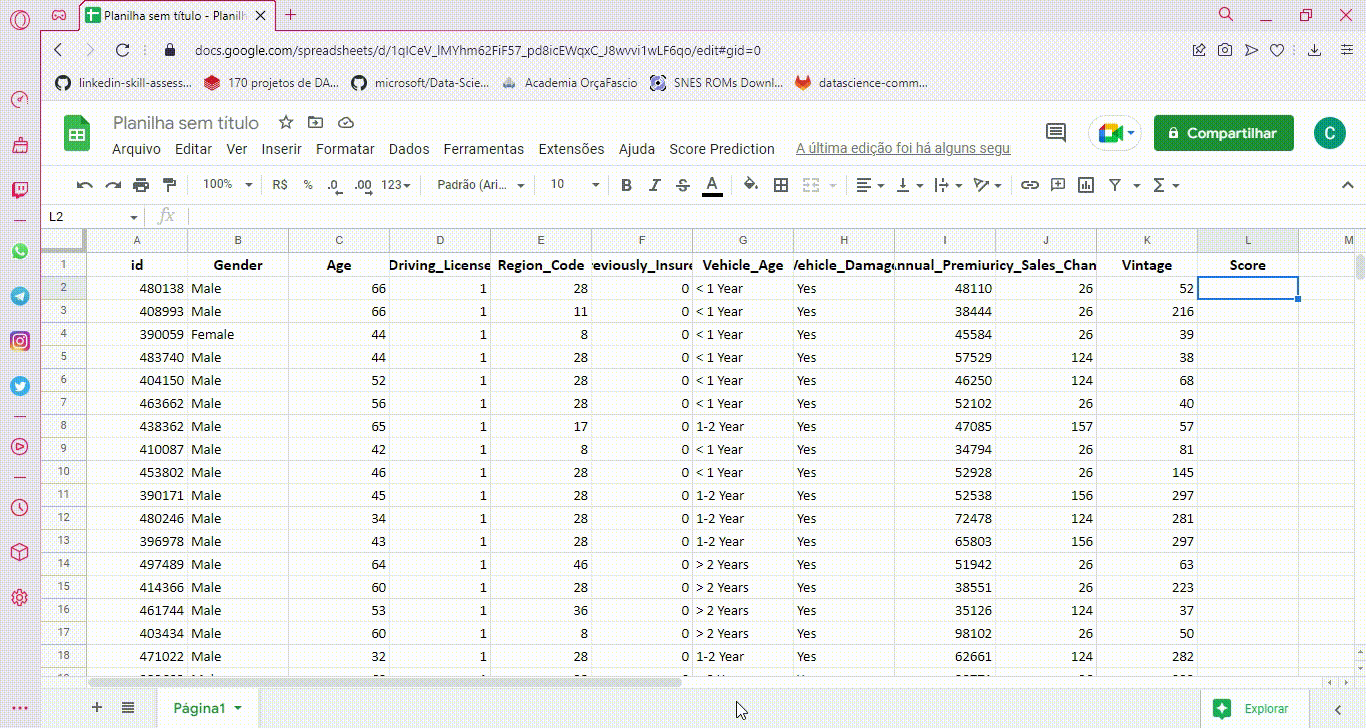 Planilha sem título - Planilh
docs.google.com/spreadsheets/d/1qICeV_lMYhm62FiF57_pd8icEWqxC_J8wvvi1wLF6qo/edit#gid=0
linkedin-skill-assess... 170 projetos de DA... microsoft/Data-Scie... Academia OrçaFascio SNES ROMs Downl... datascience-comm...
Planilha sem título
Compartilhar C
Arquivo Editar Ver Inserir Formatar Dados Ferramentas Extensões Ajuda Score Prediction A última edição foi há alguns segu
100% R$ % .0 .00 123 Padrão (Ari... 10 B I S A Σ
L2 fx
A B C D E F G H I J K L M
1 id Gender Age Driving_License Region_Code reviously_Insure Vehicle_Age Vehicle_Damage nnual_Premiur icy_Sales_Chan Vintage Score
2 480138 Male 66 1 28 0 < 1 Year Yes 48110 26 52
3 408993 Male 66 1 11 0 < 1 Year Yes 38444 26 216
4 390059 Female 44 1 8 0 < 1 Year Yes 45584 26 39
5 483740 Male 44 1 28 0 < 1 Year Yes 57529 124 38
6 404150 Male 52 1 28 0 < 1 Year Yes 46250 124 68
7 463662 Male 56 1 28 0 < 1 Year Yes 52102 26 40
8 438362 Male 65 1 17 0 1-2 Year Yes 47085 157 57
9 410087 Male 42 1 8 0 < 1 Year Yes 34794 26 81
10 453802 Male 46 1 28 0 < 1 Year Yes 52928 26 145
11 390171 Male 45 1 28 0 1-2 Year Yes 52538 156 297
12 480246 Male 34 1 28 0 1-2 Year Yes 72478 124 281
13 396978 Male 43 1 28 0 1-2 Year Yes 65803 156 297
14 497489 Male 64 1 46 0 > 2 Years Yes 51942 26 63
15 414366 Male 60 1 28 0 > 2 Years Yes 38551 26 223
16 461744 Male 53 1 36 0 > 2 Years Yes 35126 124 37
17 403434 Male 60 1 8 0 > 2 Years Yes 98102 26 50
18 471022 Male 32 1 28 0 1-2 Year Yes 62661 124 282
Página1 Explorar